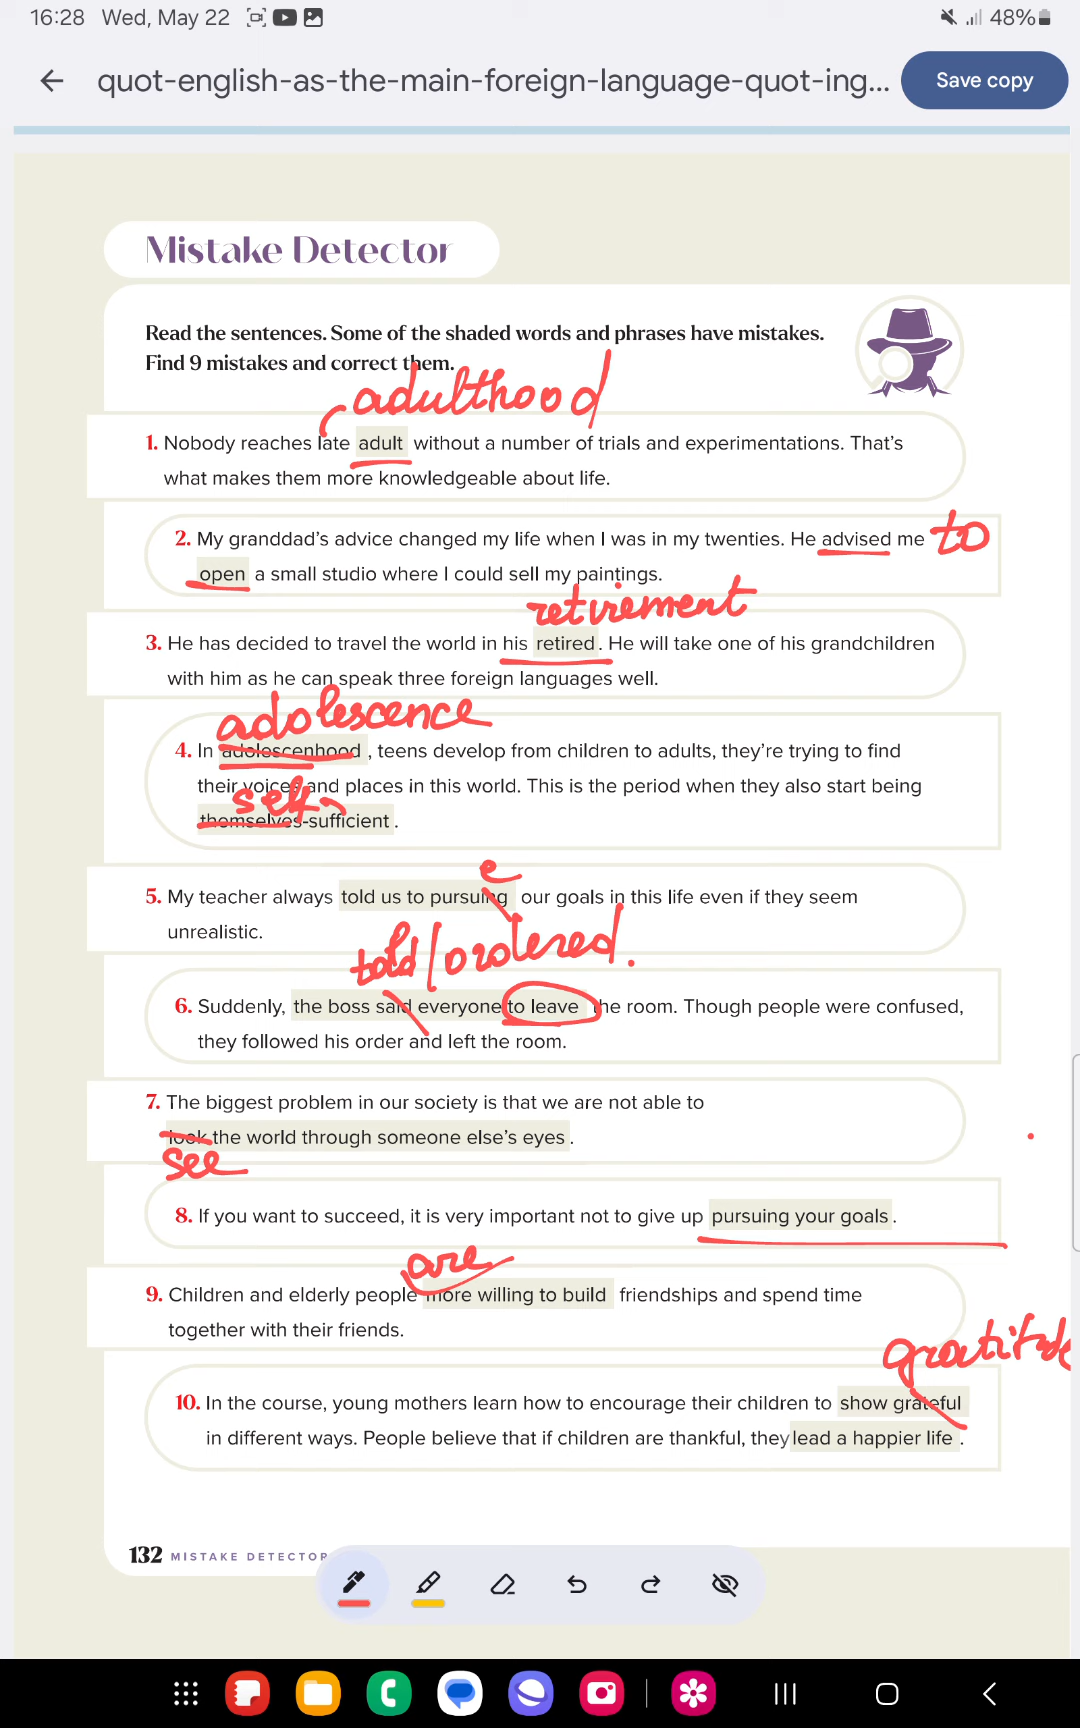 16:28 Wed, May 22 48%
quot-english-as-the-main-foreign-language-quot-ing... Save copy
Mistake Detector
Read the sentences. Some of the shaded words and phrases have mistakes.
Find 9 mistakes and correct them.
adulthood
1. Nobody reaches late adult without a number of trials and experimentations. That's
what makes them more knowledgeable about life.
2. My granddad's advice changed my life when I was in my twenties. He advised me to
open a small studio where I could sell my paintings.
retirement
3. He has decided to travel the world in his retired. He will take one of his grandchildren
with him as he can speak three foreign languages well.
adolescence
4. In adolescenhood, teens develop from children to adults, they're trying to find
their voices and places in this world. This is the period when they also start being
self
themselves-sufficient.
e
5. My teacher always told us to pursuing our goals in this life even if they seem
unrealistic.
told/ordered.
6. Suddenly, the boss said everyone to leave the room. Though people were confused,
they followed his order and left the room.
7. The biggest problem in our society is that we are not able to
look the world through someone else's eyes.
see
8. If you want to succeed, it is very important not to give up pursuing your goals.
are
9. Children and elderly people more willing to build friendships and spend time
together with their friends.
gratitude
10. In the course, young mothers learn how to encourage their children to show grateful
in different ways. People believe that if children are thankful, they lead a happier life.
132 MISTAKE DETECTOR